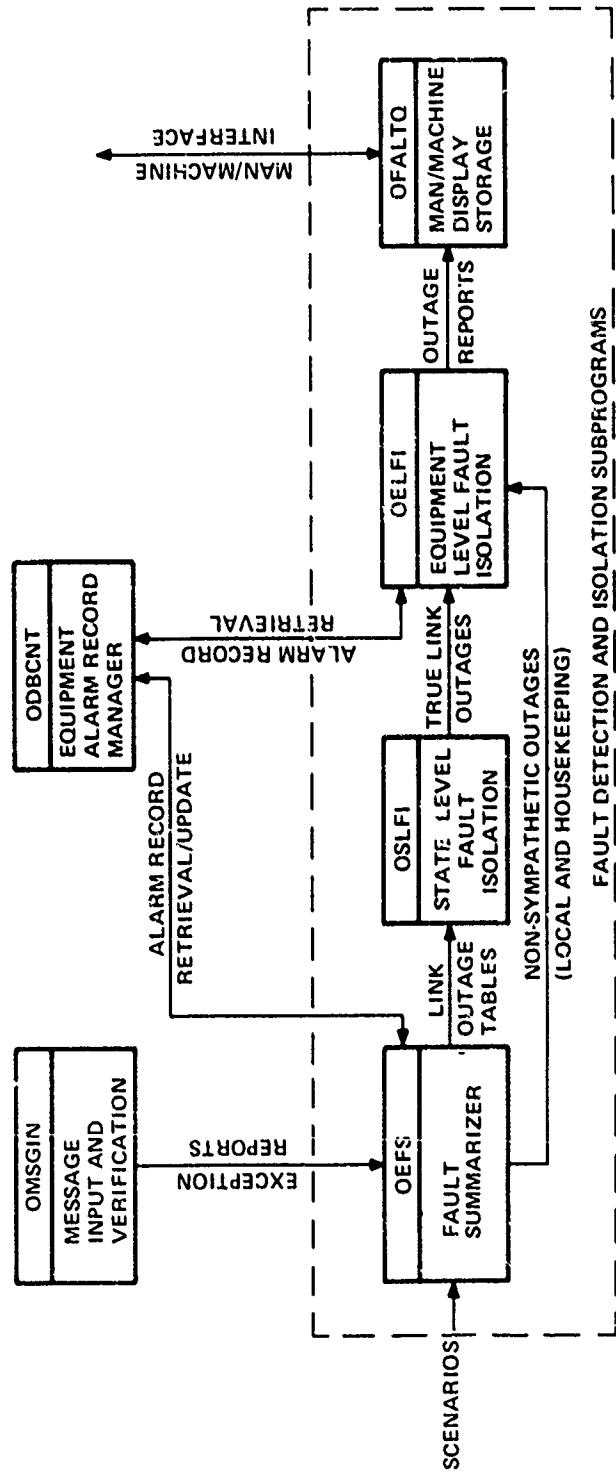 OMSGIN
MESSAGE
INPUT AND
VERIFICATION
ODBCNT
EQUIPMENT
ALARM RECORD
MANAGER
ALARM RECORD
RETRIEVAL/UPDATE
EXCEPTION
REPORTS
ALARM RECORD
RETRIEVAL
MAN/MACHINE
INTERFACE
SCENARIOS
OEFS
FAULT
SUMMARIZER
LINK
OUTAGE
TABLES
OSLFI
STATE LEVEL
FAULT
ISOLATION
TRUE LINK
OUTAGES
OELFI
EQUIPMENT
LEVEL FAULT
ISOLATION
OUTAGE
REPORTS
OFALTQ
MAN/MACHINE
DISPLAY
STORAGE
NON-SYMPATHETIC OUTAGES
(LOCAL AND HOUSEKEEPING)
FAULT DETECTION AND ISOLATION SUBPROGRAMS